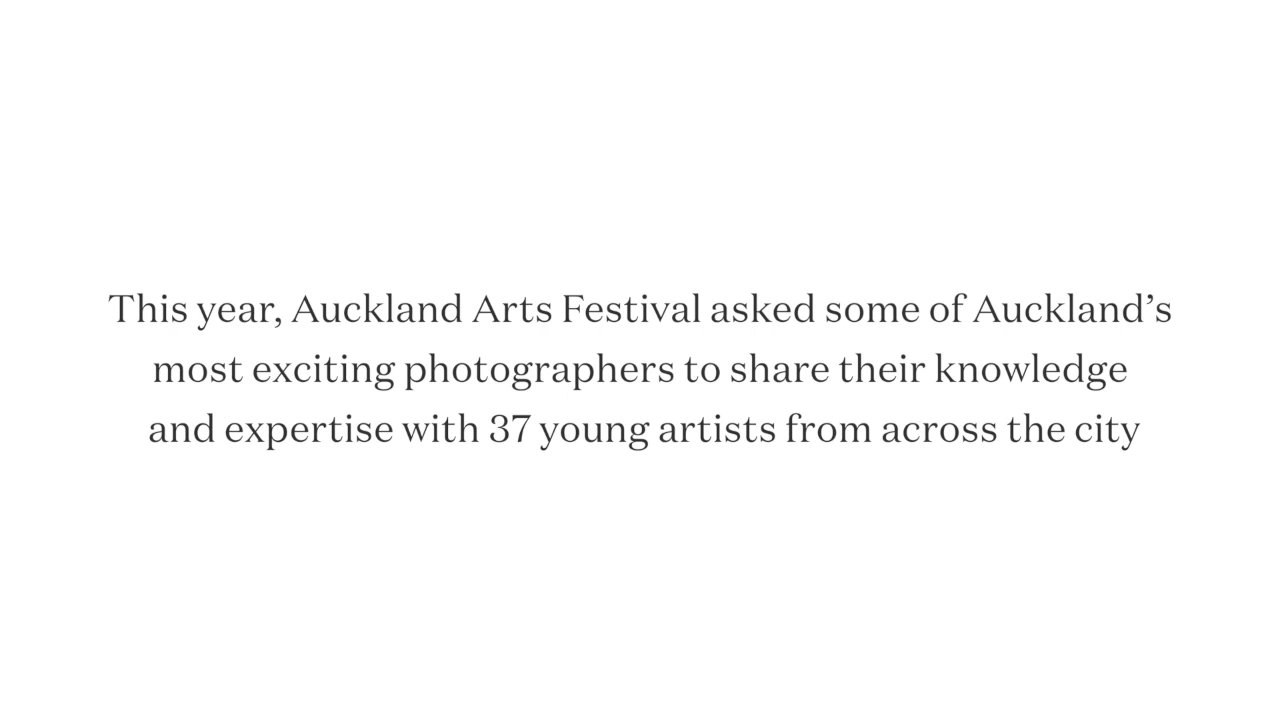 This year, Auckland Arts Festival asked some of Auckland’s
most exciting photographers to share their knowledge
and expertise with 37 young artists from across the city